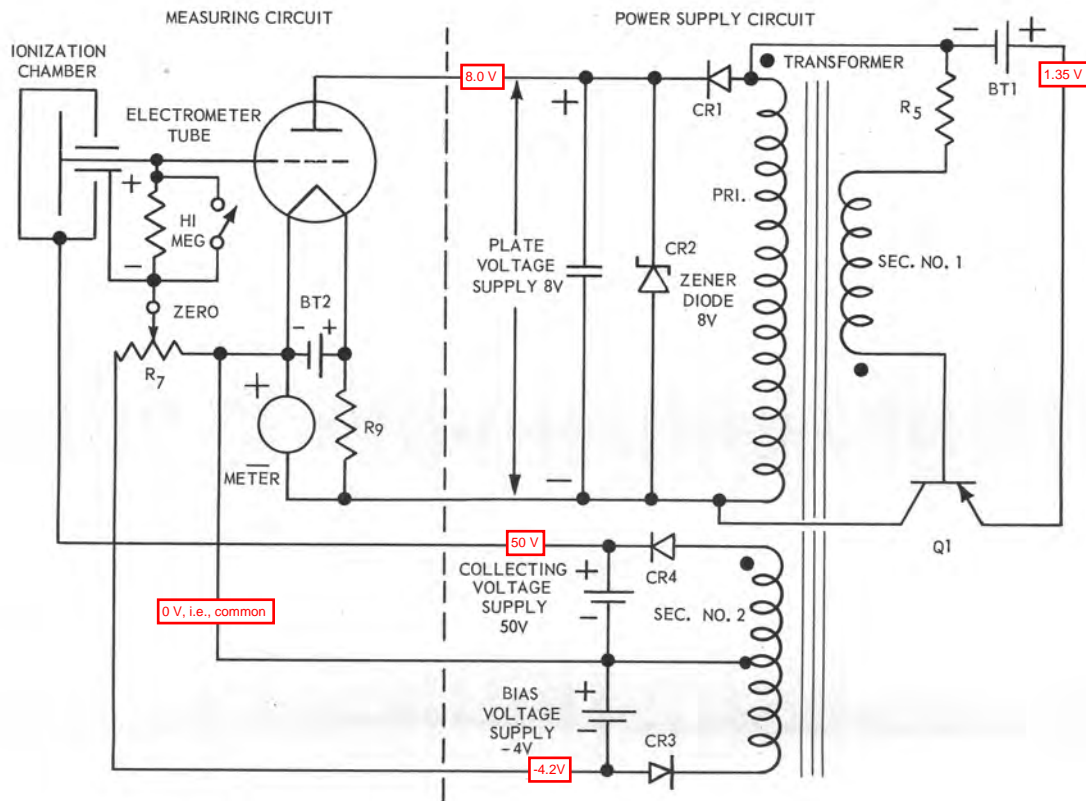 MEASURING CIRCUIT
POWER SUPPLY CIRCUIT
IONIZATION
CHAMBER
ELECTROMETER
TUBE
8.0 V
TRANSFORMER
BT1
1.35 V
CR1
R5
+
-
HI
MEG
PRI.
PLATE
VOLTAGE
SUPPLY 8V
CR2
ZENER
DIODE
8V
SEC. NO. 1
ZERO
BT2
- +
R7
+
R9
METER
-
Q1
50 V
COLLECTING
VOLTAGE
SUPPLY
50V
CR4
SEC. NO. 2
0 V, i.e., common
BIAS
VOLTAGE
SUPPLY
-4V
CR3
-4.2V